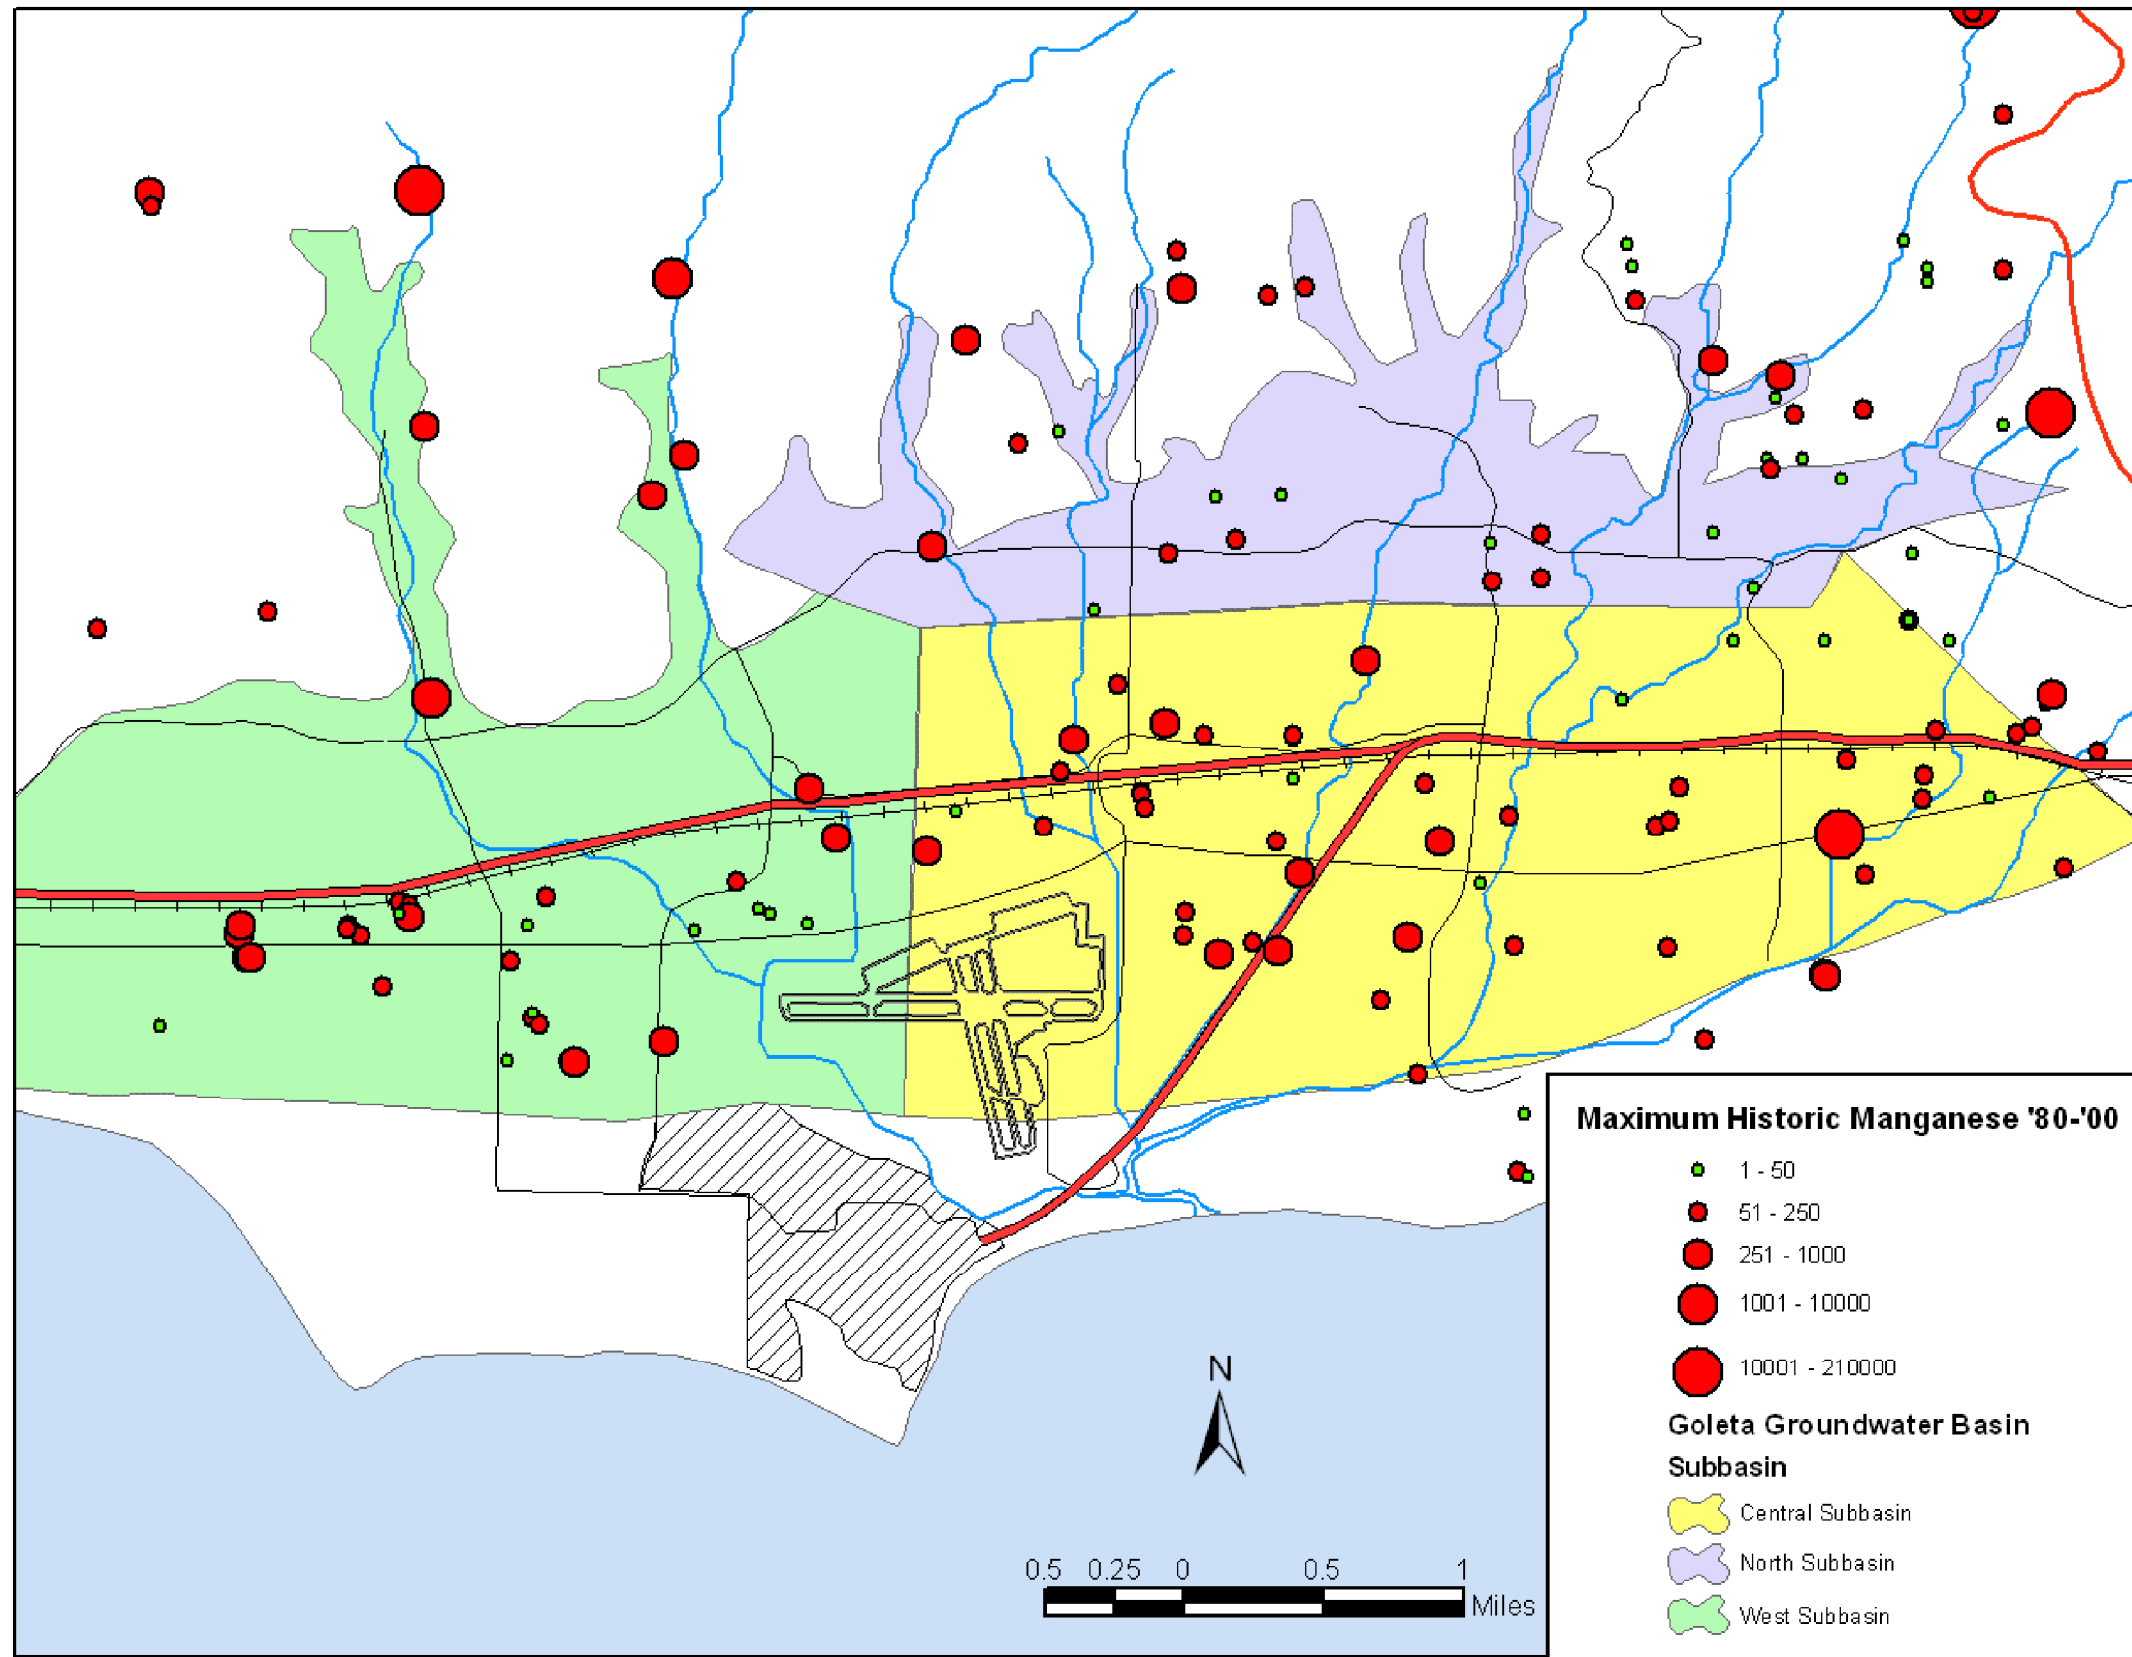 Maximum Historic Manganese '80-'00
1 - 50
51 - 250
251 - 1000
1001 - 10000
10001 - 210000
Goleta Groundwater Basin
Subbasin
Central Subbasin
North Subbasin
West Subbasin
N
0.5 0.25 0 0.5 1
Miles